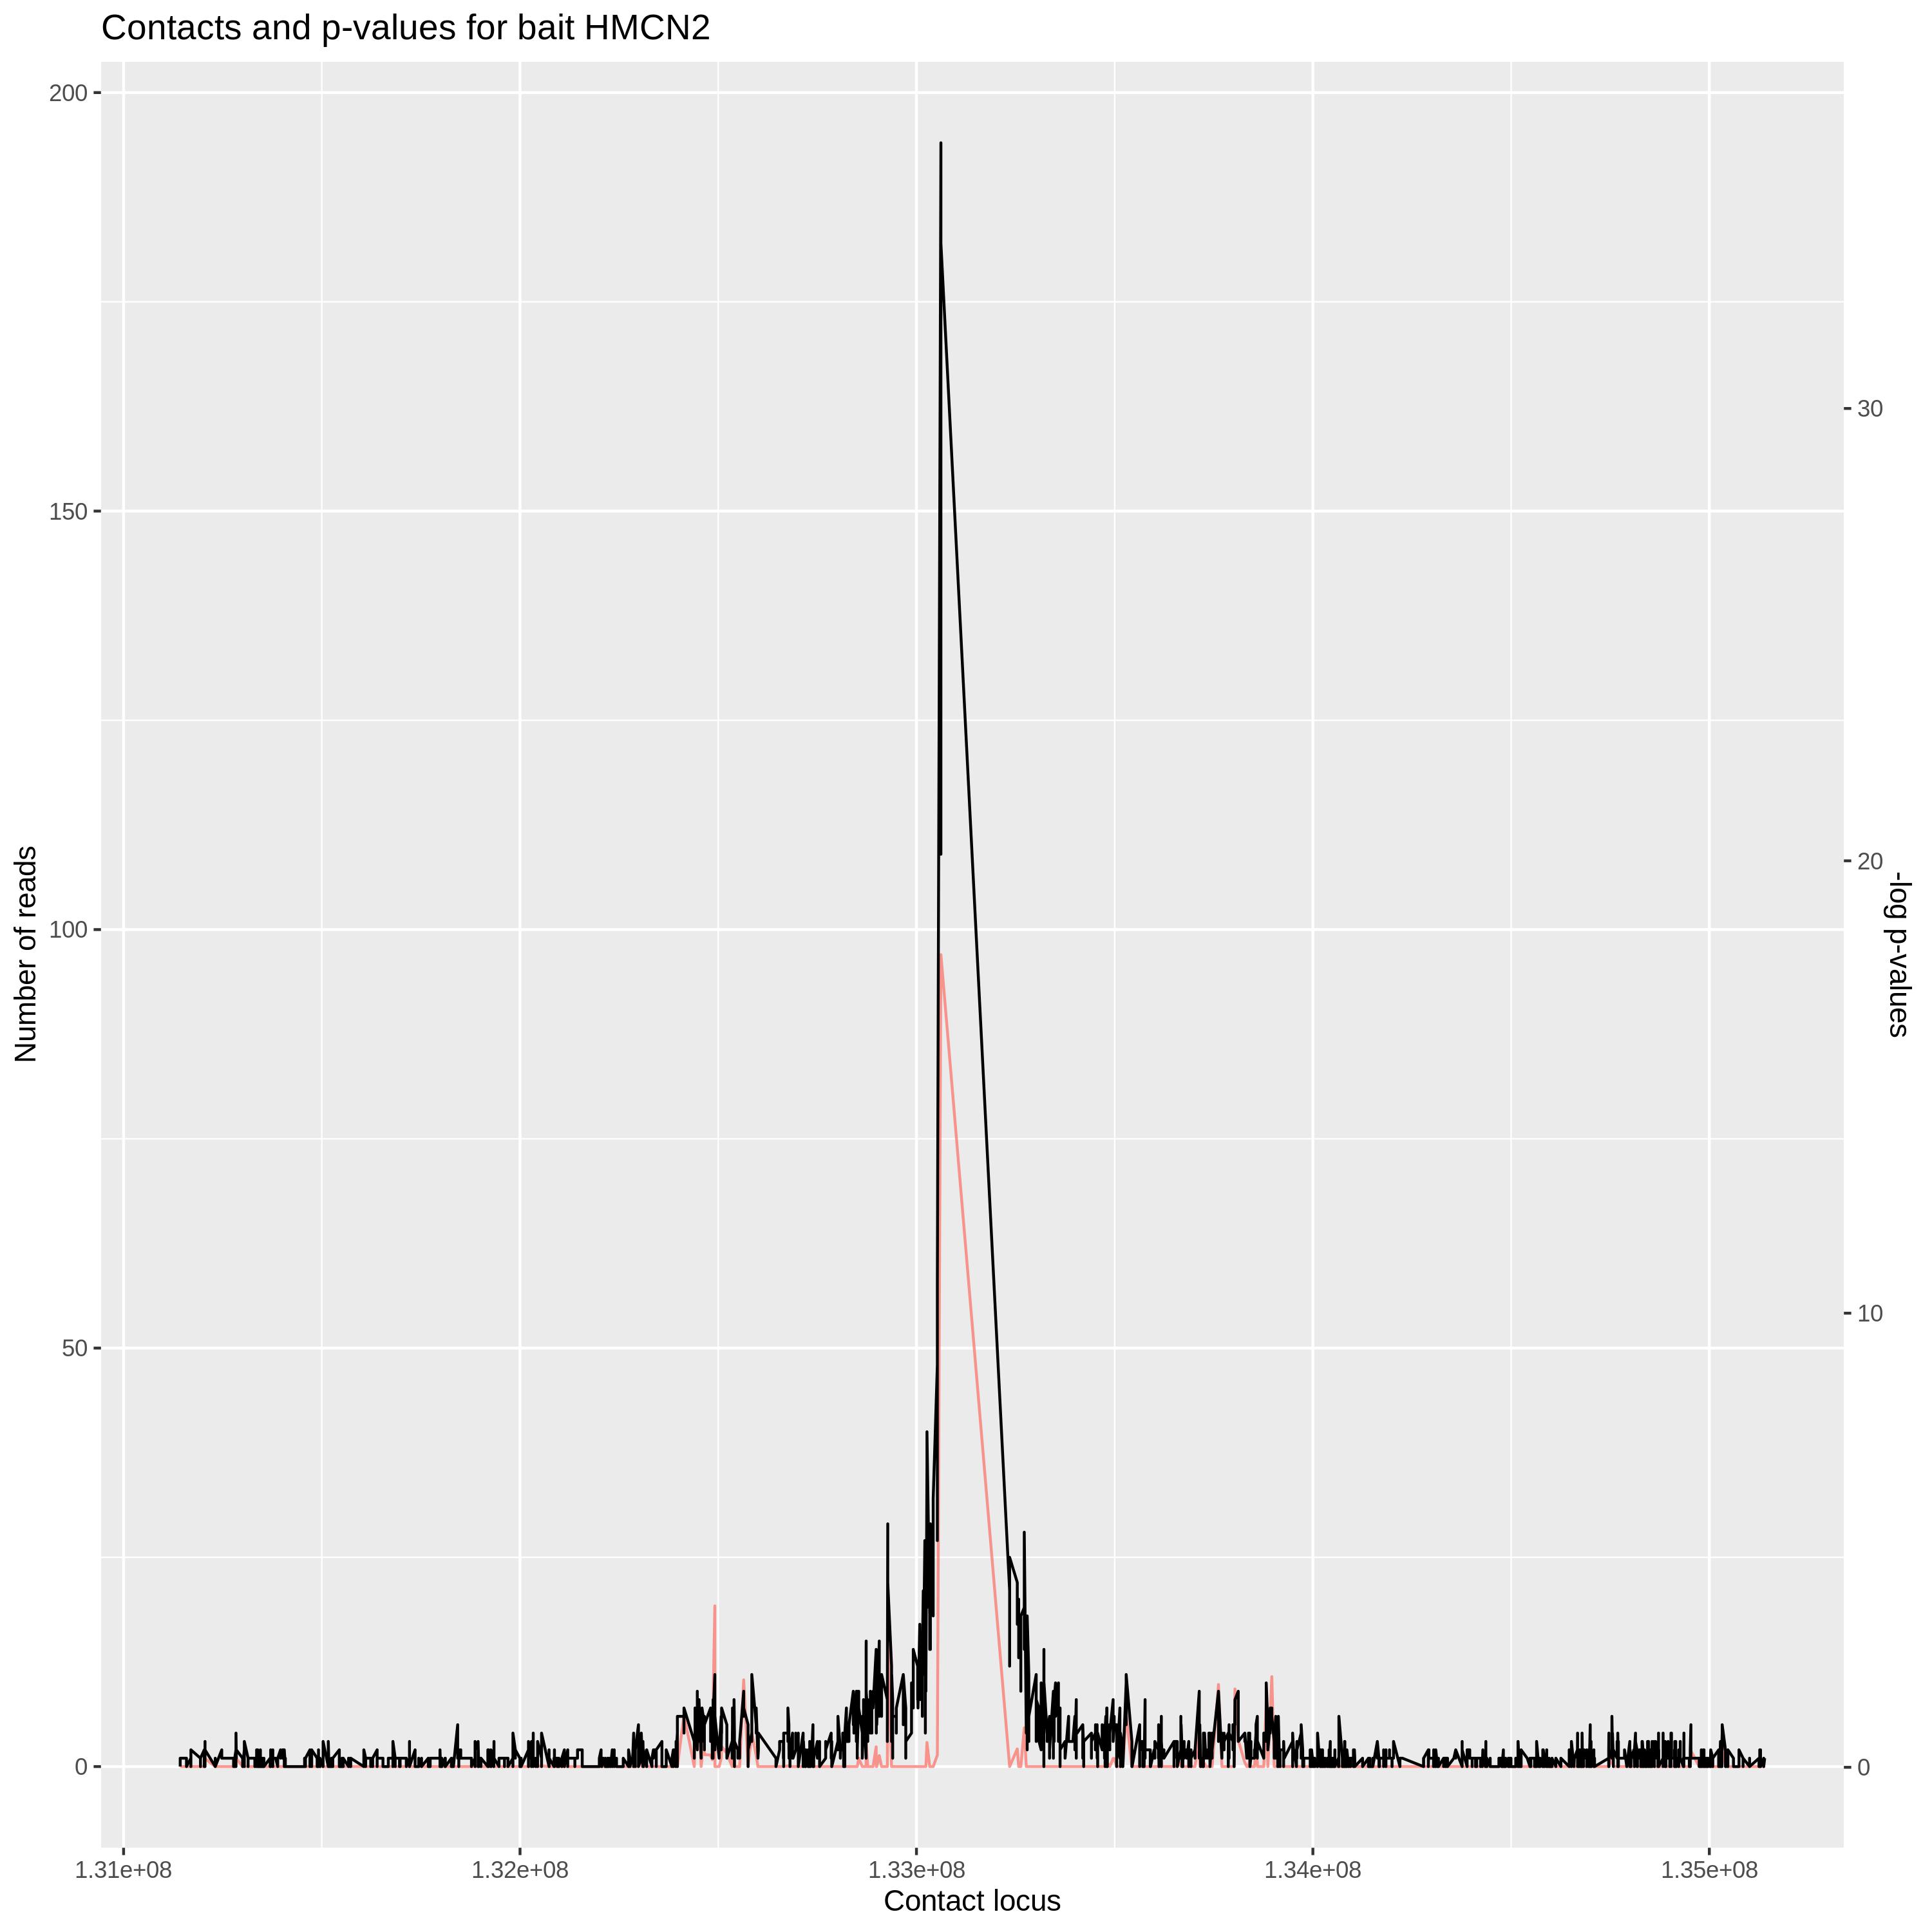 Contacts and p-values for bait HMCN2
200
150
100
50
0
Number of reads
30
20
10
0
-log p-values
1.31e+08 1.32e+08 1.33e+08 1.34e+08 1.35e+08
Contact locus